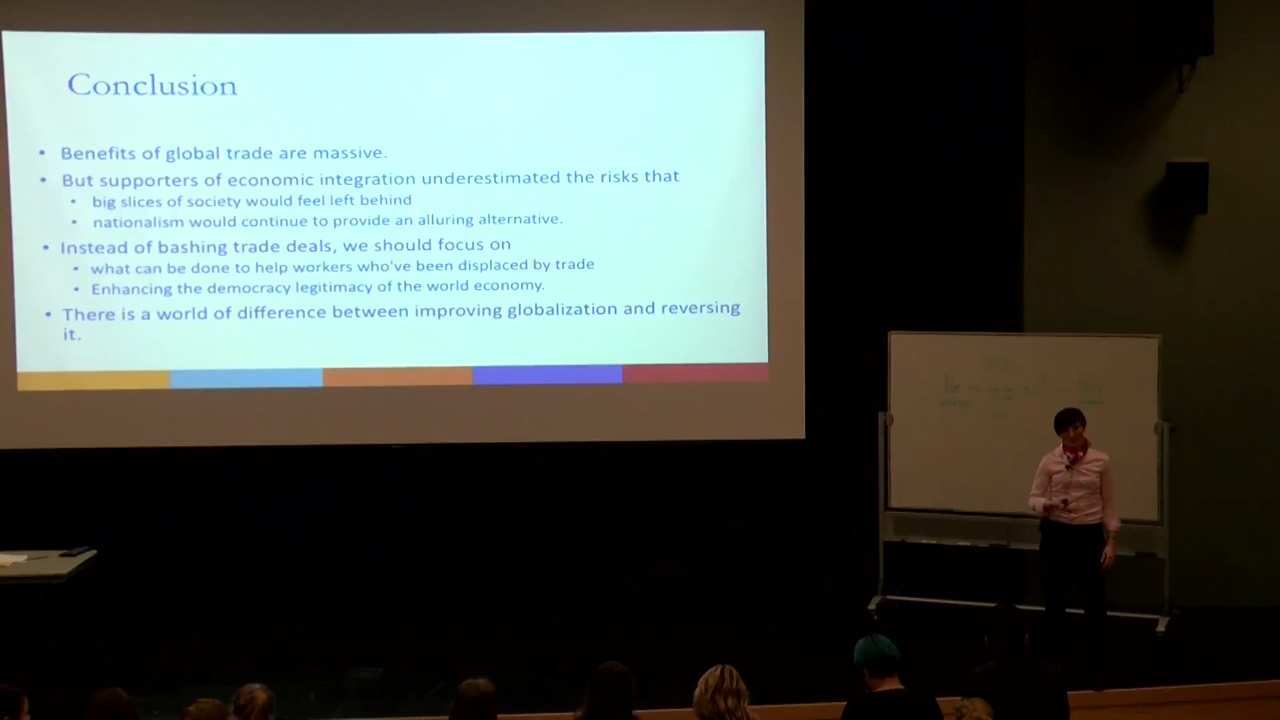 Conclusion
• Benefits of global trade are massive.
• But supporters of economic integration underestimated the risks that
• big slices of society would feel left behind
• nationalism would continue to provide an alluring alternative.
• Instead of bashing trade deals, we should focus on
• what can be done to help workers who've been displaced by trade
• Enhancing the democracy legitimacy of the world economy.
• There is a world of difference between improving globalization and reversing
it.